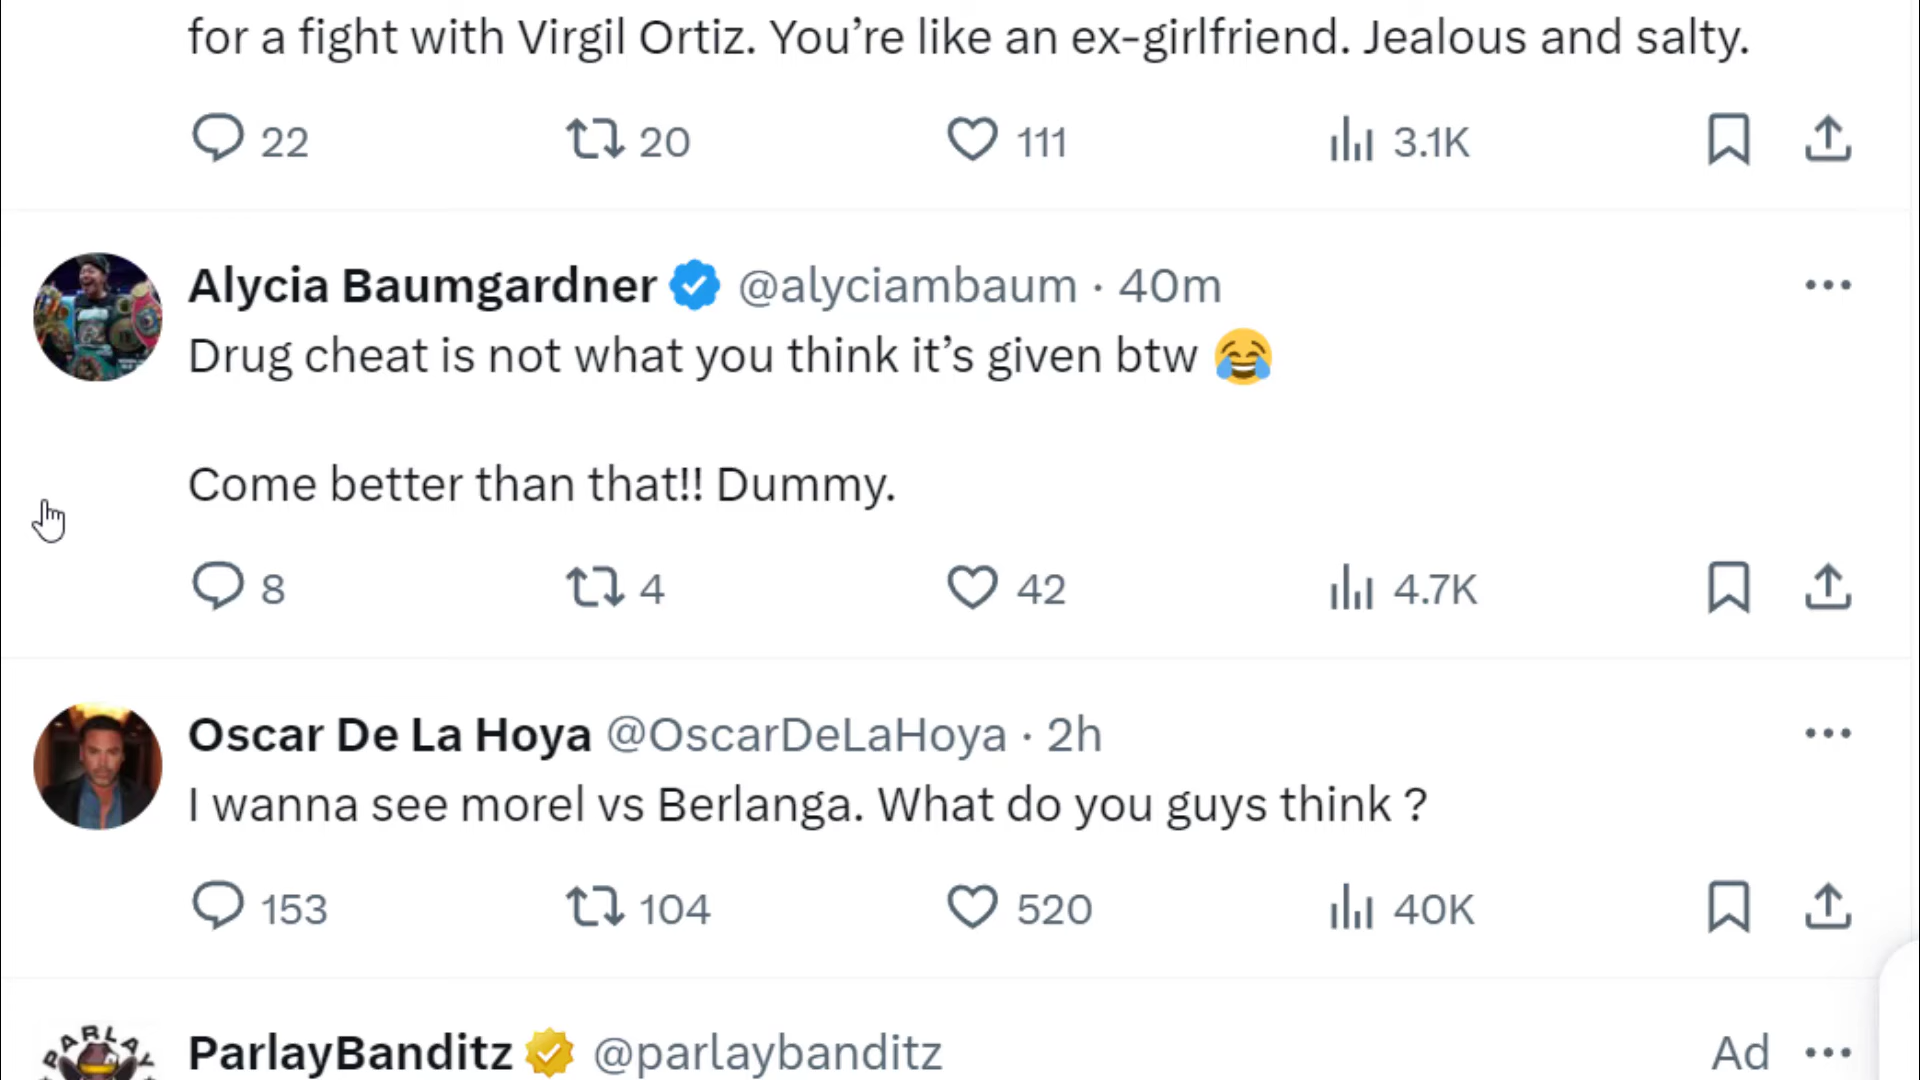 for a fight with Virgil Ortiz. You’re like an ex-girlfriend. Jealous and salty.
22 20 111 3.1K
Alycia Baumgardner @alyciambaum · 40m
Drug cheat is not what you think it’s given btw 😂
Come better than that!! Dummy.
8 4 42 4.7K
Oscar De La Hoya @OscarDeLaHoya · 2h
I wanna see morel vs Berlanga. What do you guys think ?
153 104 520 40K
PARLAY
ParlayBanditz @parlaybanditz Ad